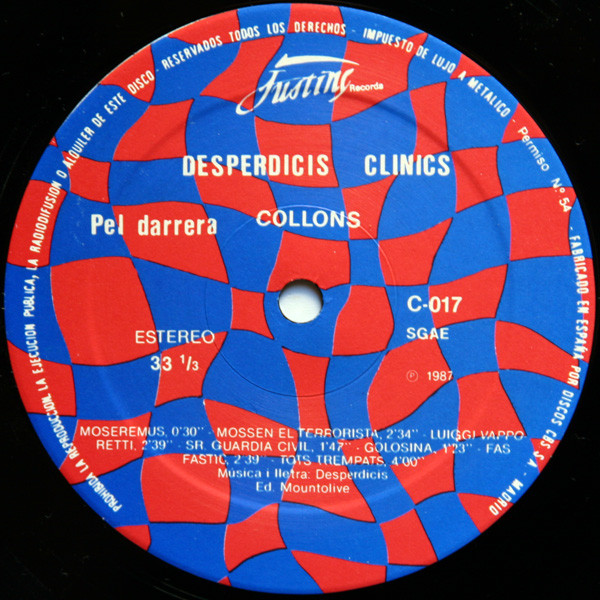 PROHIBIDA LA REPRODUCCION, LA EJECUCION PUBLICA, LA RADIODIFUSION O ALQUILER DE ESTE DISCO - RESERVADOS TODOS LOS DERECHOS - IMPUESTO DE LUJO A METALICO - Permiso Nº 54 - FABRICADO EN ESPAÑA POR DISCOS CBS S.A. - MADRID
Justine Records
DESPERDICIS CLINICS
Pel darrera COLLONS
C-017
ESTEREO SGAE
33 1/3
℗ 1987
MOSEREMUS, 0'30'' - MOSSEN EL TERRORISTA, 2'34'' - LUIGGI VAPPO-
RETTI, 2'39'' - SR. GUARDIA CIVIL, 1'47'' - GOLOSINA, 1'23'' - FAS
FASTIC, 2'39'' - TOTS TREMPATS, 4'00''
Música i lletra: Desperdicis
Ed. Mountolive